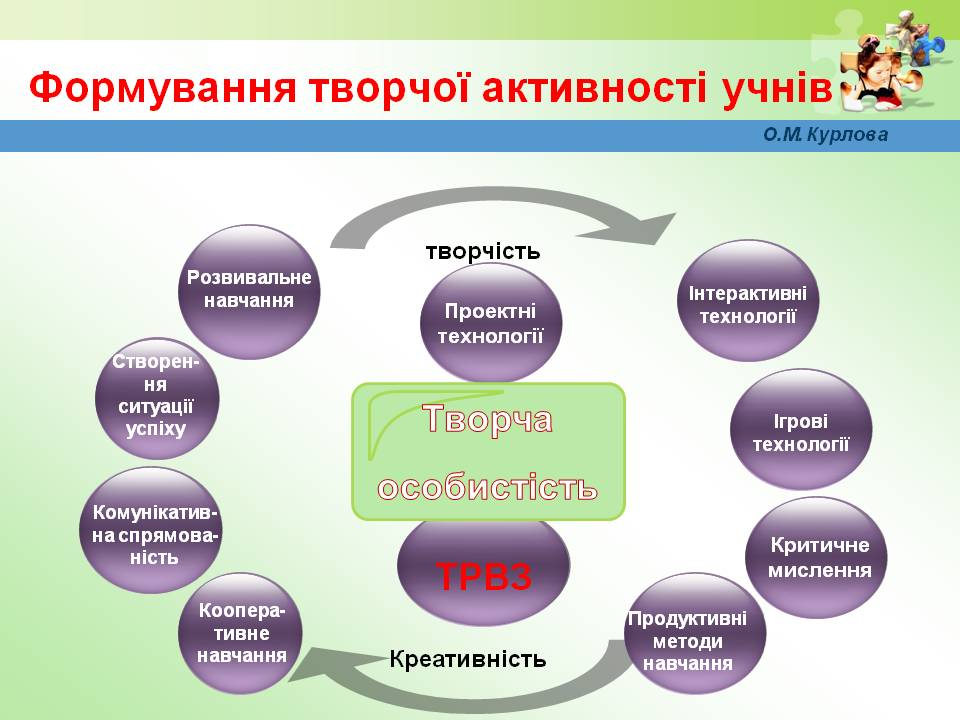 Формування творчої активності учнів
О.М. Курлова
творчість
Розвивальне
навчання
Проектні
технології
Інтерактивні
технології
Створен-
ня
ситуації
успіху
Творча
особистість
Ігрові
технології
Комунікатив-
на спрямова-
ність
ТРВЗ
Критичне
мислення
Коопера-
тивне
навчання
Креативність
Продуктивні
методи
навчання